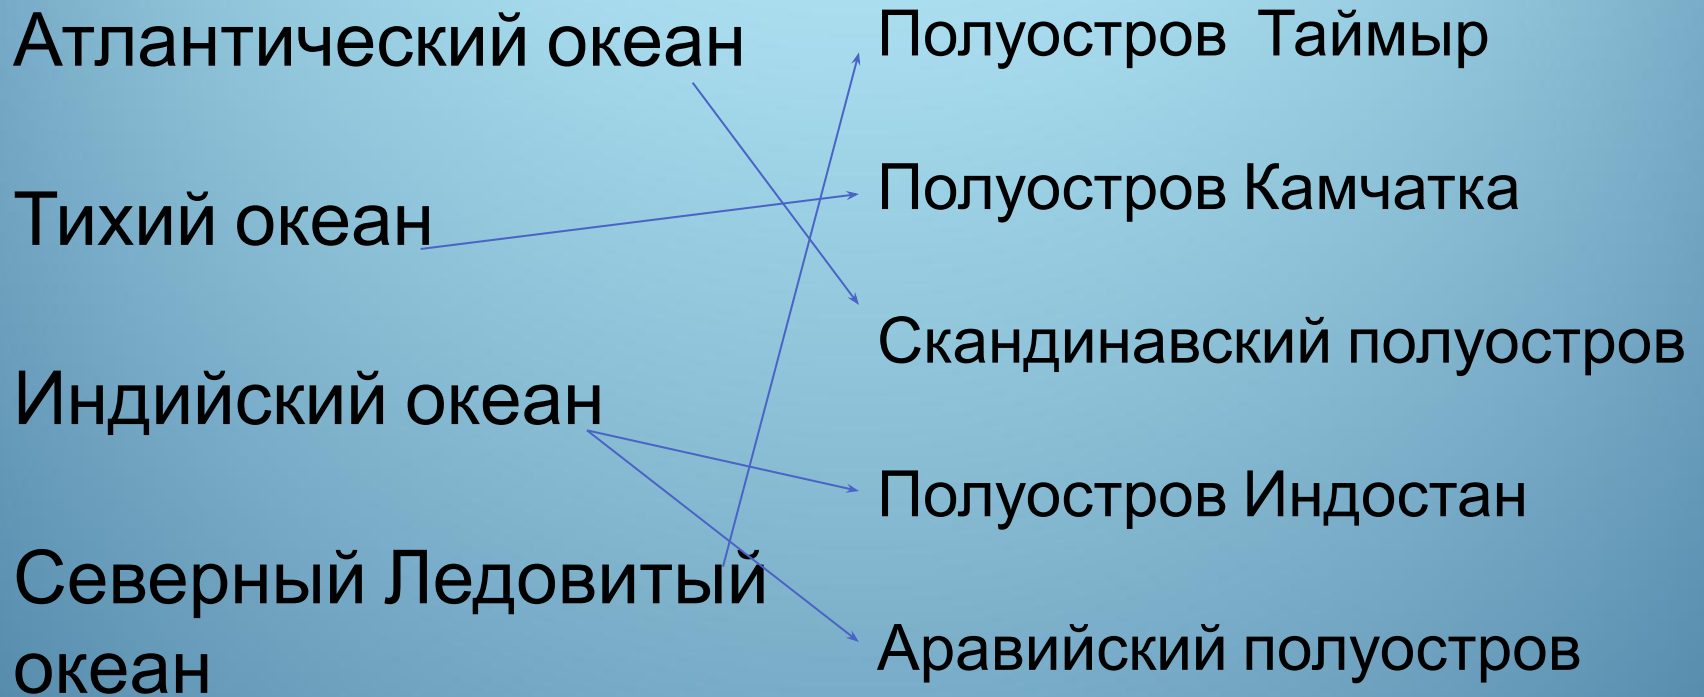 Атлантический океан
Тихий океан
Индийский океан
Северный Ледовитый
океан
Полуостров Таймыр
Полуостров Камчатка
Скандинавский полуостров
Полуостров Индостан
Аравийский полуостров